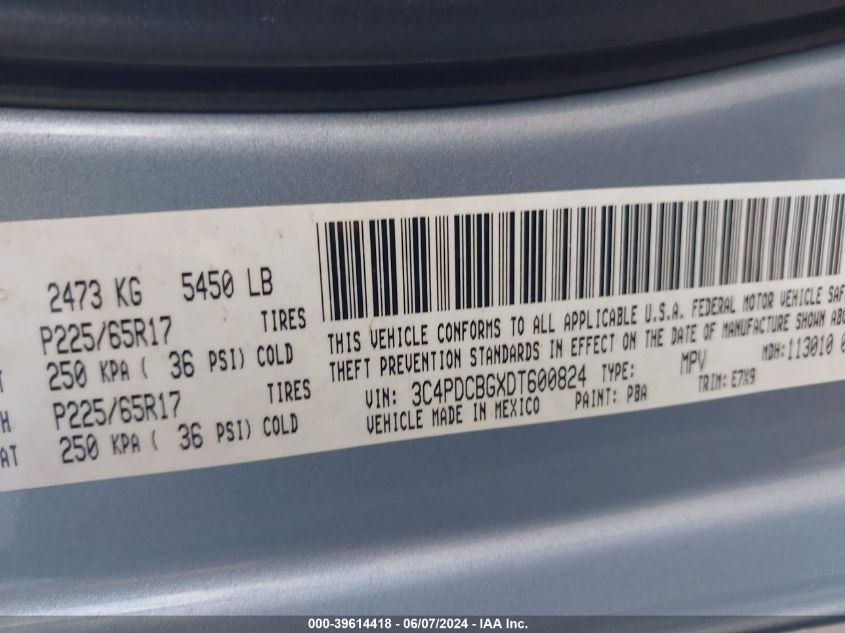 2473 KG 5450 LB
P225/65R17 TIRES
250 KPA ( 36 PSI) COLD
P225/65R17 TIRES
250 KPA ( 36 PSI) COLD
THIS VEHICLE CONFORMS TO ALL APPLICABLE U.S.A. FEDERAL MOTOR VEHICLE SAF
THEFT PREVENTION STANDARDS IN EFFECT ON THE DATE OF MANUFACTURE SHOWN ABO
VIN: 3C4PDCBGXDT600824 TYPE: MPV MDH: 113010 0
VEHICLE MADE IN MEXICO PAINT: PBA TRIM: E7X9
000-39614418 | 06/07/2024 - IAA, Inc.